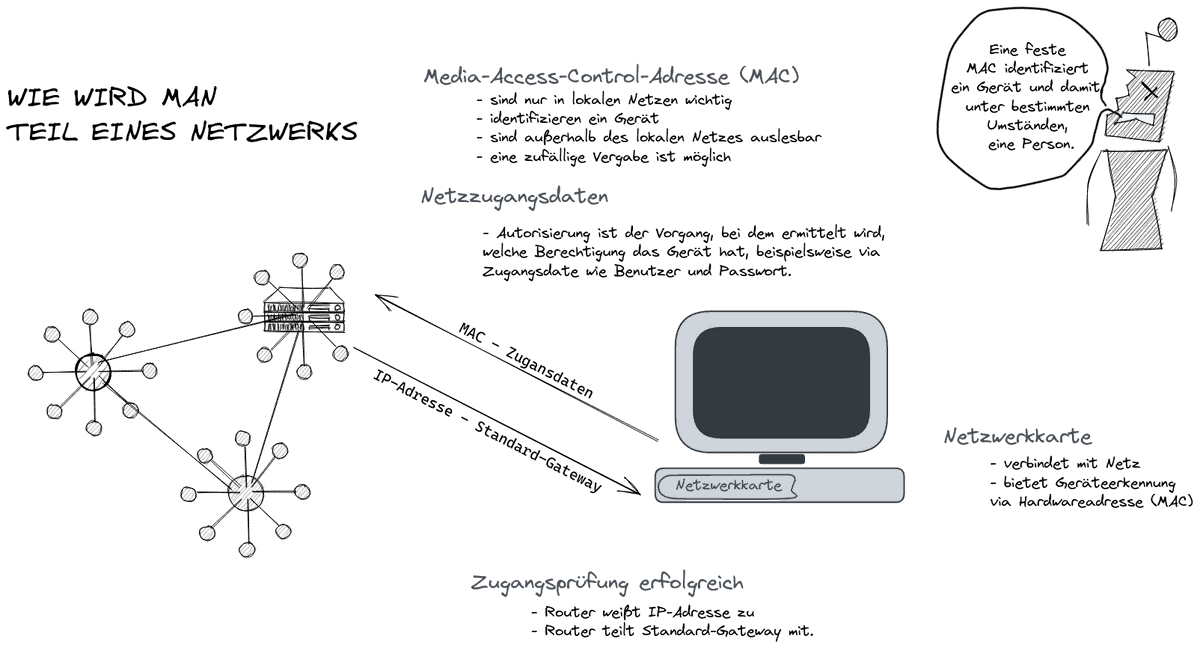 WIE WIRD MAN
TEIL EINES NETZWERKS
Media-Access-Control-Adresse (MAC)
- sind nur in lokalen Netzen wichtig
- identifizieren ein Gerät
- sind außerhalb des lokalen Netzes auslesbar
- eine zufällige Vergabe ist möglich
Eine feste
MAC identifiziert
ein Gerät und damit,
unter bestimmten
Umständen,
eine Person.
Netzzugangsdaten
- Autorisierung ist der Vorgang, bei dem ermittelt wird,
welche Berechtigung das Gerät hat, beispielsweise via
Zugangsdate wie Benutzer und Passwort.
MAC - Zugansdaten
IP-Adresse - Standard-Gateway
Netzwerkkarte
Netzwerkkarte
- verbindet mit Netz
- bietet Geräteerkennung
via Hardwareadresse (MAC)
Zugangsprüfung erfolgreich
- Router weißt IP-Adresse zu
- Router teilt Standard-Gateway mit.